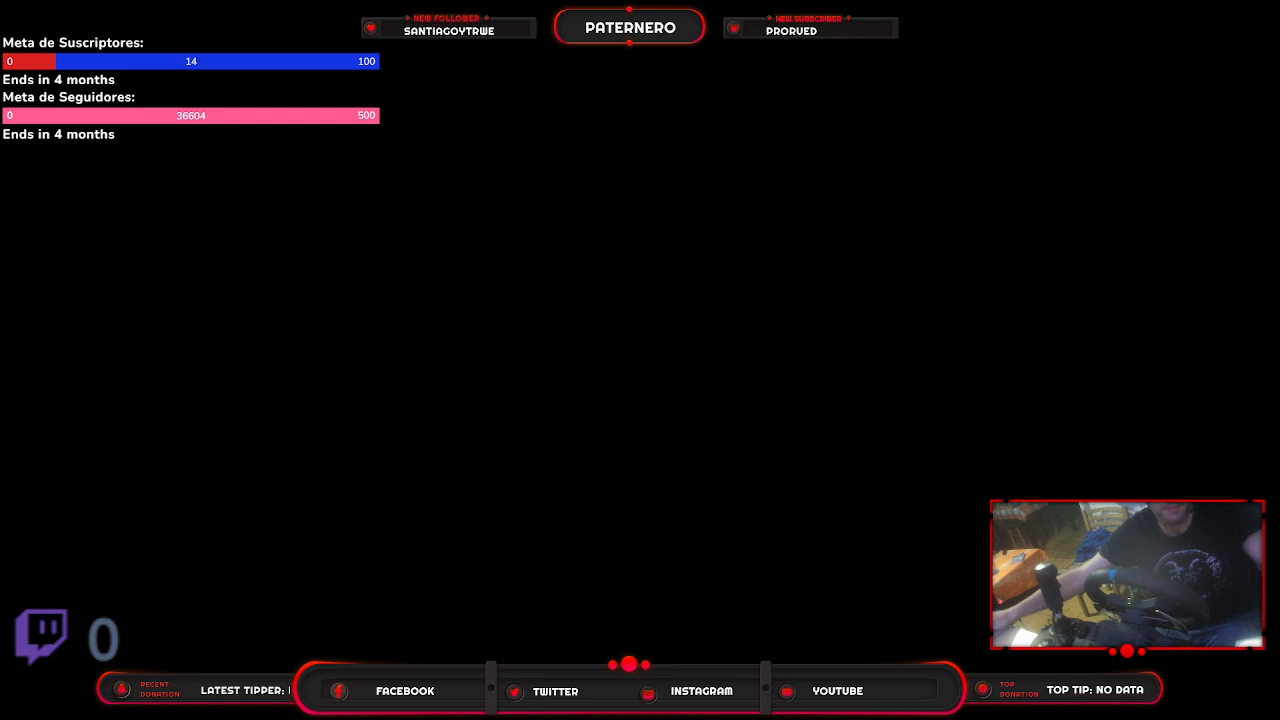 NEW FOLLOWER
SANTIAGOYTRWE
PATERNERO
NEW SUBSCRIBER
PRORUED
Meta de Suscriptores:
0 14 100
Ends in 4 months
Meta de Seguidores:
0 36604 500
Ends in 4 months
0
RECENT
DONATION
LATEST TIPPER:
FACEBOOK
TWITTER
INSTAGRAM
YOUTUBE
TOP
DONATION
TOP TIP: NO DATA